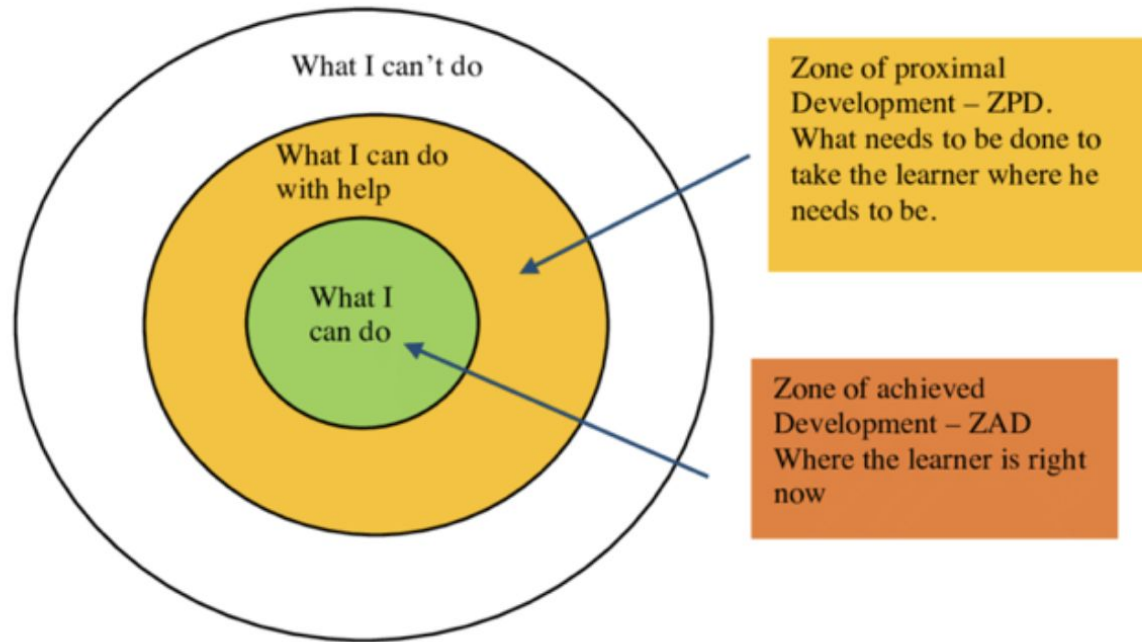 What I can't do
What I can do
with help
What I
can do
Zone of proximal
Development – ZPD.
What needs to be done to
take the learner where he
needs to be.
Zone of achieved
Development – ZAD
Where the learner is right
now